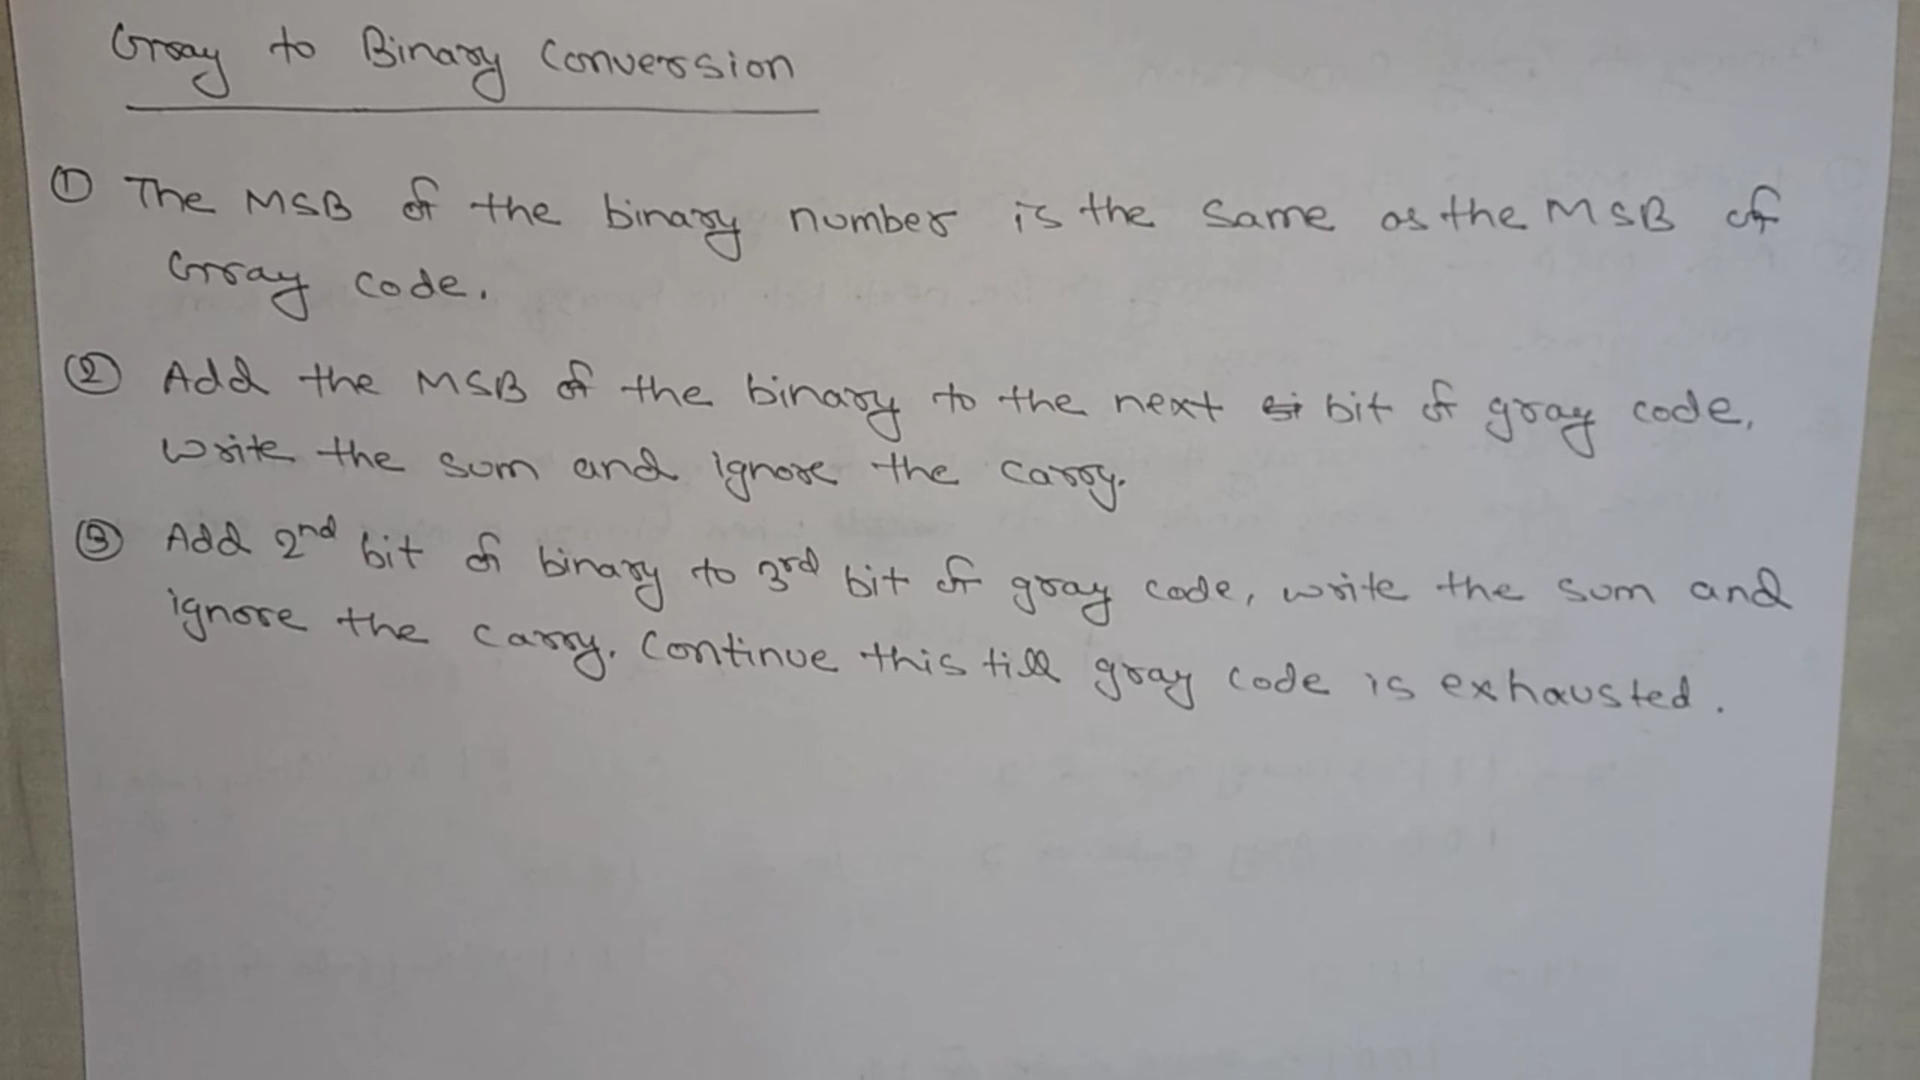 Gray to Binary Conversion
① The MSB of the binary number is the same as the MSB of
Gray code.
② Add the MSB of the binary to the next bit of gray code,
write the sum and ignore the carry.
③ Add 2nd bit of binary to 3rd bit of gray code, write the sum and
ignore the carry. Continue this till gray code is exhausted.